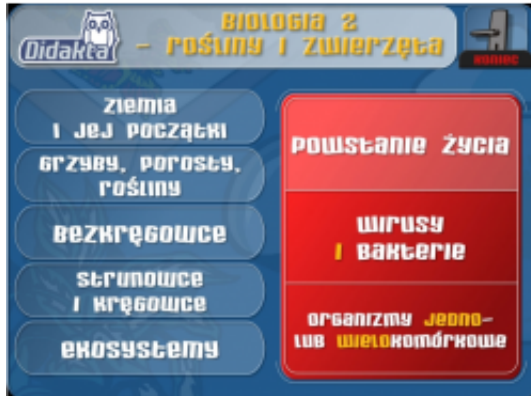 Didakta
Biologia 2
- rośliny i zwierzęta
KONIEC
Ziemia
i jej początki
Grzyby, porosty,
rośliny
Bezkręgowce
Strunowce
i kręgowce
Ekosystemy
Powstanie życia
Wirusy
i bakterie
Organizmy jedno-
lub wielokomórkowe